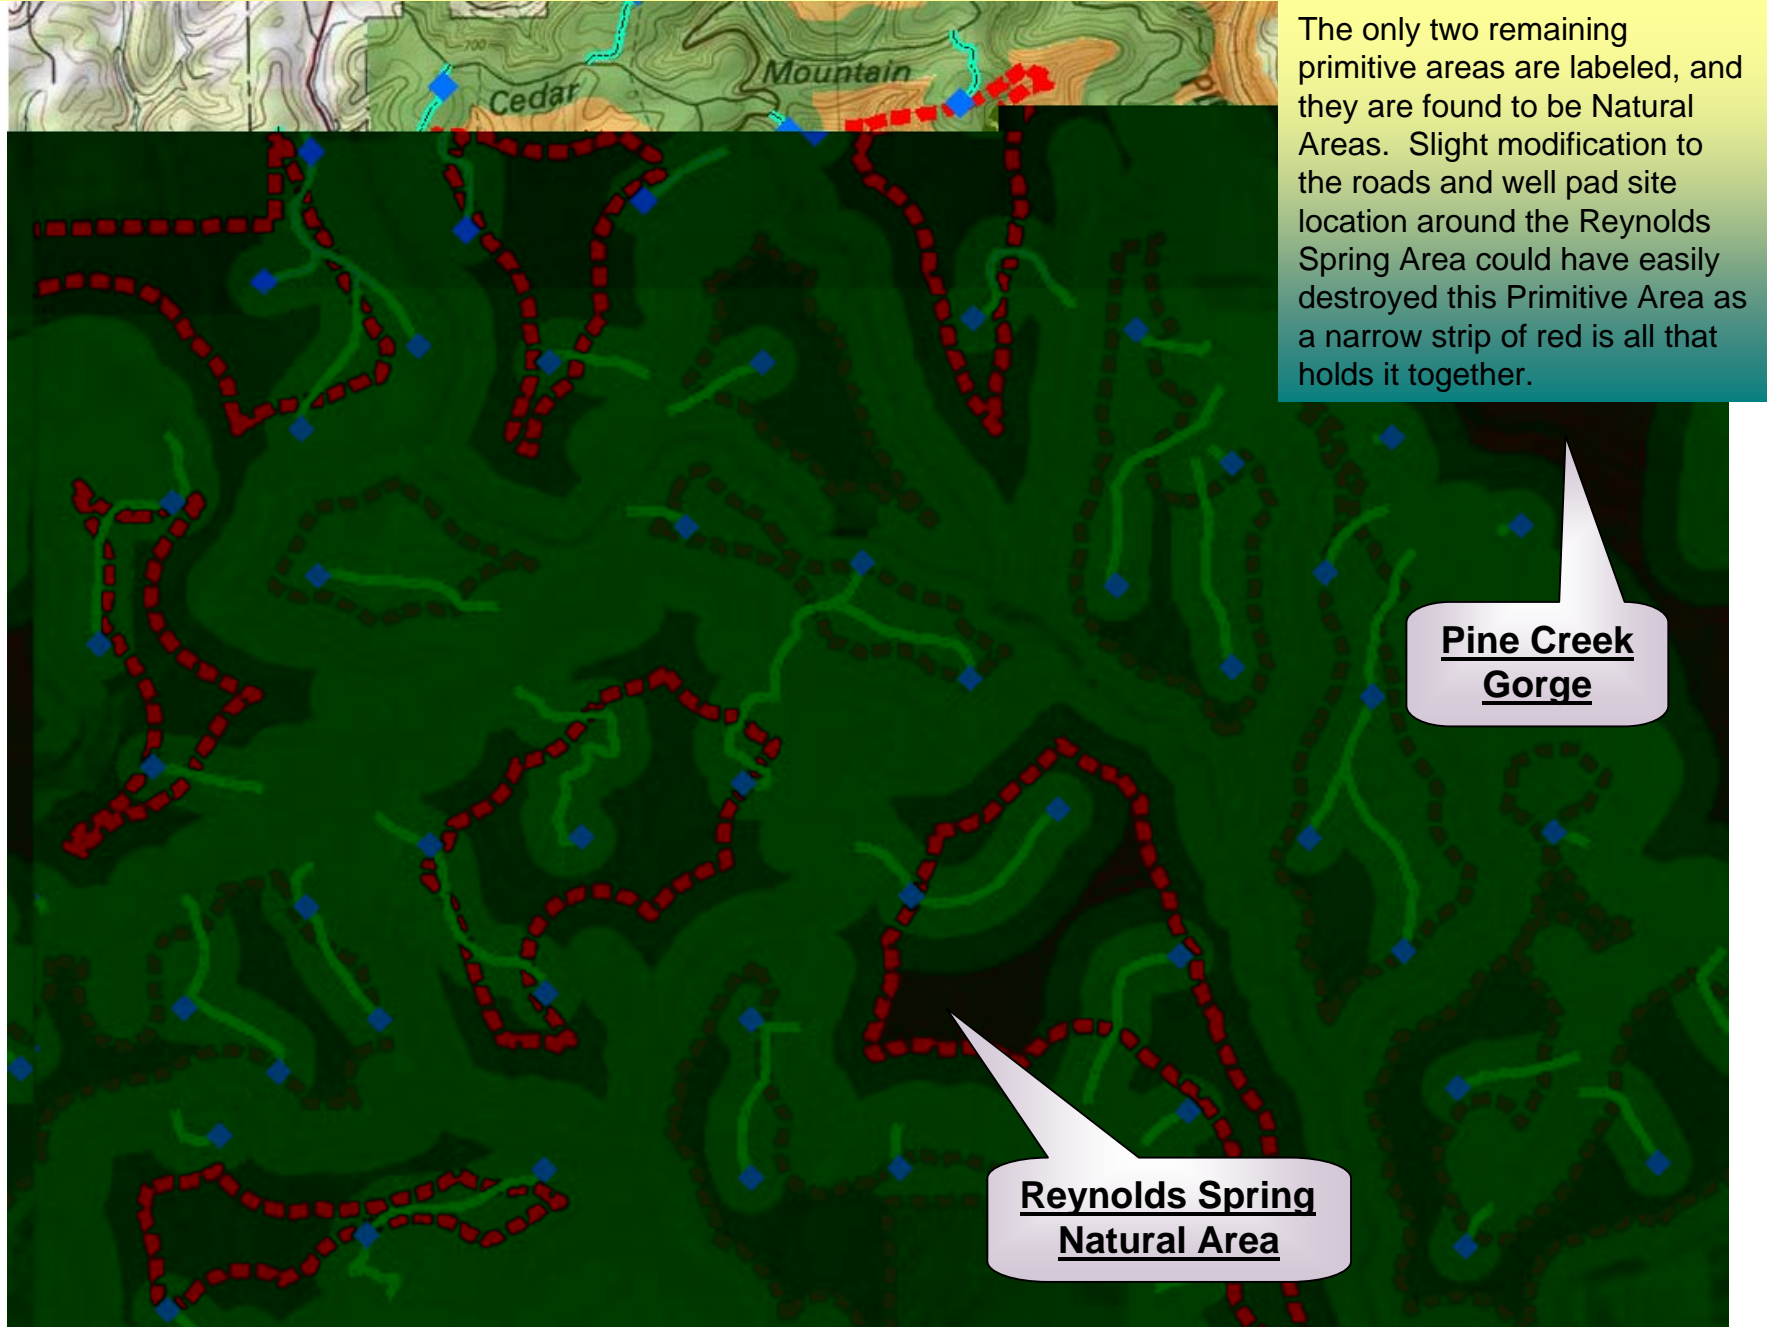 The only two remaining
primitive areas are labeled, and
they are found to be Natural
Areas. Slight modification to
the roads and well pad site
location around the Reynolds
Spring Area could have easily
destroyed this Primitive Area as
a narrow strip of red is all that
holds it together.
700
Cedar Mountain
Pine Creek
Gorge
Reynolds Spring
Natural Area